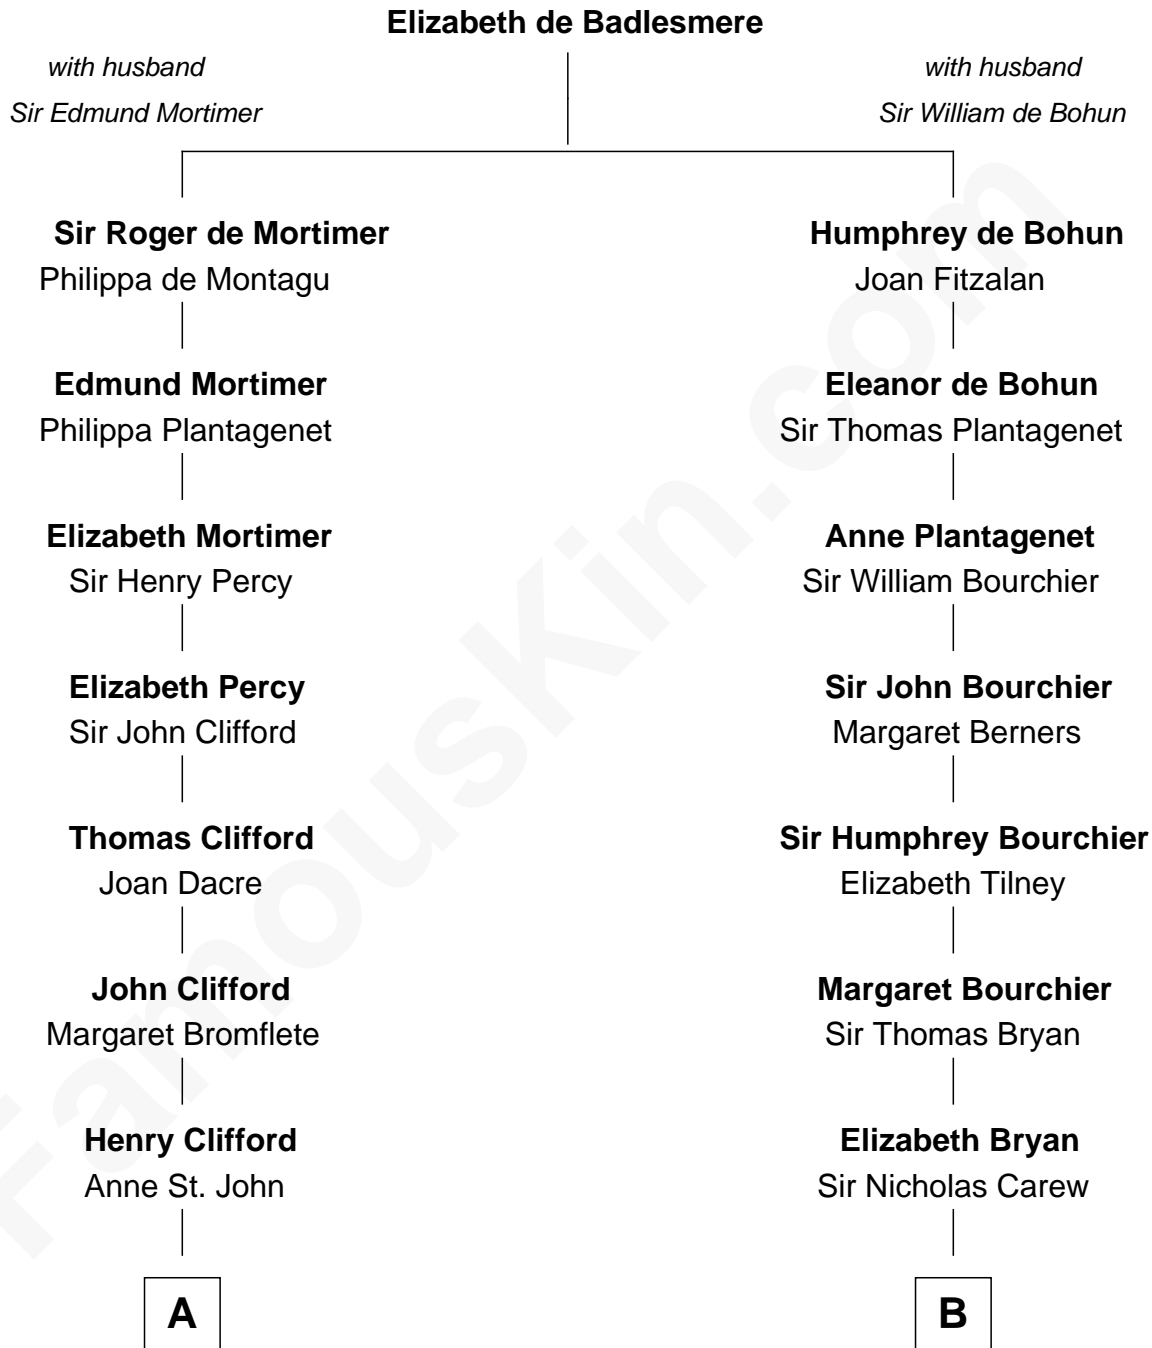 Elizabeth de Badlesmere
with husband
Sir Edmund Mortimer
with husband
Sir William de Bohun
Sir Roger de Mortimer
Philippa de Montagu
Humphrey de Bohun
Joan Fitzalan
Edmund Mortimer
Philippa Plantagenet
Eleanor de Bohun
Sir Thomas Plantagenet
Elizabeth Mortimer
Sir Henry Percy
Anne Plantagenet
Sir William Bourchier
Elizabeth Percy
Sir John Clifford
Sir John Bourchier
Margaret Berners
Thomas Clifford
Joan Dacre
Sir Humphrey Bourchier
Elizabeth Tilney
John Clifford
Margaret Bromflete
Margaret Bourchier
Sir Thomas Bryan
Henry Clifford
Anne St. John
Elizabeth Bryan
Sir Nicholas Carew
A
B
FamousKin.com